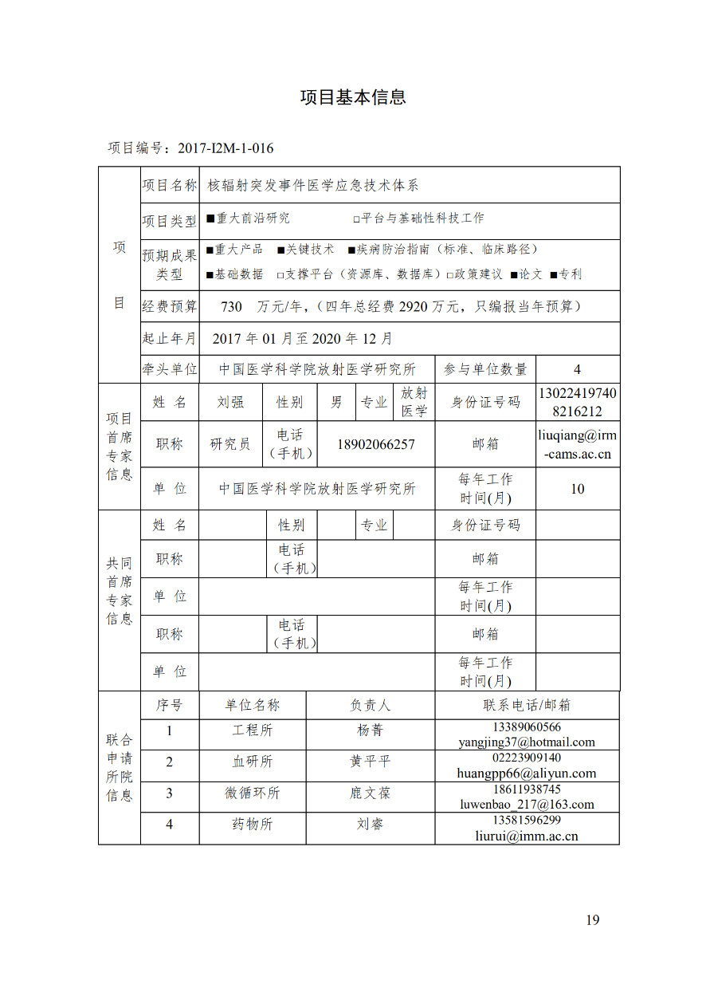 项目基本信息
项目编号：2017-I2M-1-016
项目
项目名称 核辐射突发事件医学应急技术体系
项目类型 ■重大前沿研究 □平台与基础性科技工作
预期成果类型 ■重大产品 ■关键技术 ■疾病防治指南（标准、临床路径）
■基础数据 □支撑平台（资源库、数据库）□政策建议 ■论文 ■专利
经费预算 730 万元/年，（四年总经费 2920 万元，只编报当年预算）
起止年月 2017 年 01 月至 2020 年 12 月
牵头单位 中国医学科学院放射医学研究所 参与单位数量 4
项目首席专家信息
姓 名 刘强 性别 男 专业 放射医学 身份证号码 130224197408216212
职称 研究员 电话（手机） 18902066257 邮箱 liuqiang@irm-cams.ac.cn
单 位 中国医学科学院放射医学研究所 每年工作时间(月) 10
共同首席专家信息
姓 名 性别 专业 身份证号码
职称 电话（手机） 邮箱
单 位 每年工作时间(月)
职称 电话（手机） 邮箱
单 位 每年工作时间(月)
联合申请所院信息
序号 单位名称 负责人 联系电话/邮箱
1 工程所 杨菁 13389060566 yangjing37@hotmail.com
2 血研所 黄平平 02223909140 huangpp66@aliyun.com
3 微循环所 鹿文葆 18611938745 luwenbao_217@163.com
4 药物所 刘睿 13581596299 liurui@imm.ac.cn
19